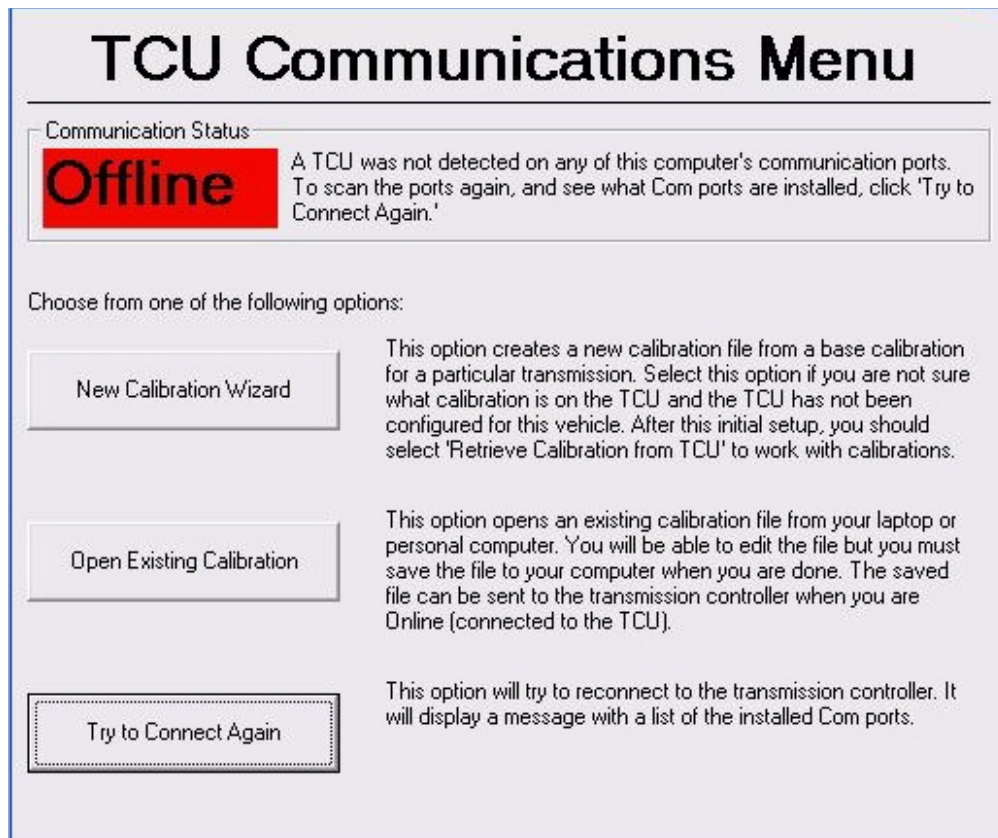 TCU Communications Menu
Communication Status
Offline
A TCU was not detected on any of this computer's communication ports.
To scan the ports again, and see what Com ports are installed, click 'Try to
Connect Again.'
Choose from one of the following options:
New Calibration Wizard
This option creates a new calibration file from a base calibration
for a particular transmission. Select this option if you are not sure
what calibration is on the TCU and the TCU has not been
configured for this vehicle. After this initial setup, you should
select 'Retrieve Calibration from TCU' to work with calibrations.
Open Existing Calibration
This option opens an existing calibration file from your laptop or
personal computer. You will be able to edit the file but you must
save the file to your computer when you are done. The saved
file can be sent to the transmission controller when you are
Online (connected to the TCU).
Try to Connect Again
This option will try to reconnect to the transmission controller. It
will display a message with a list of the installed Com ports.